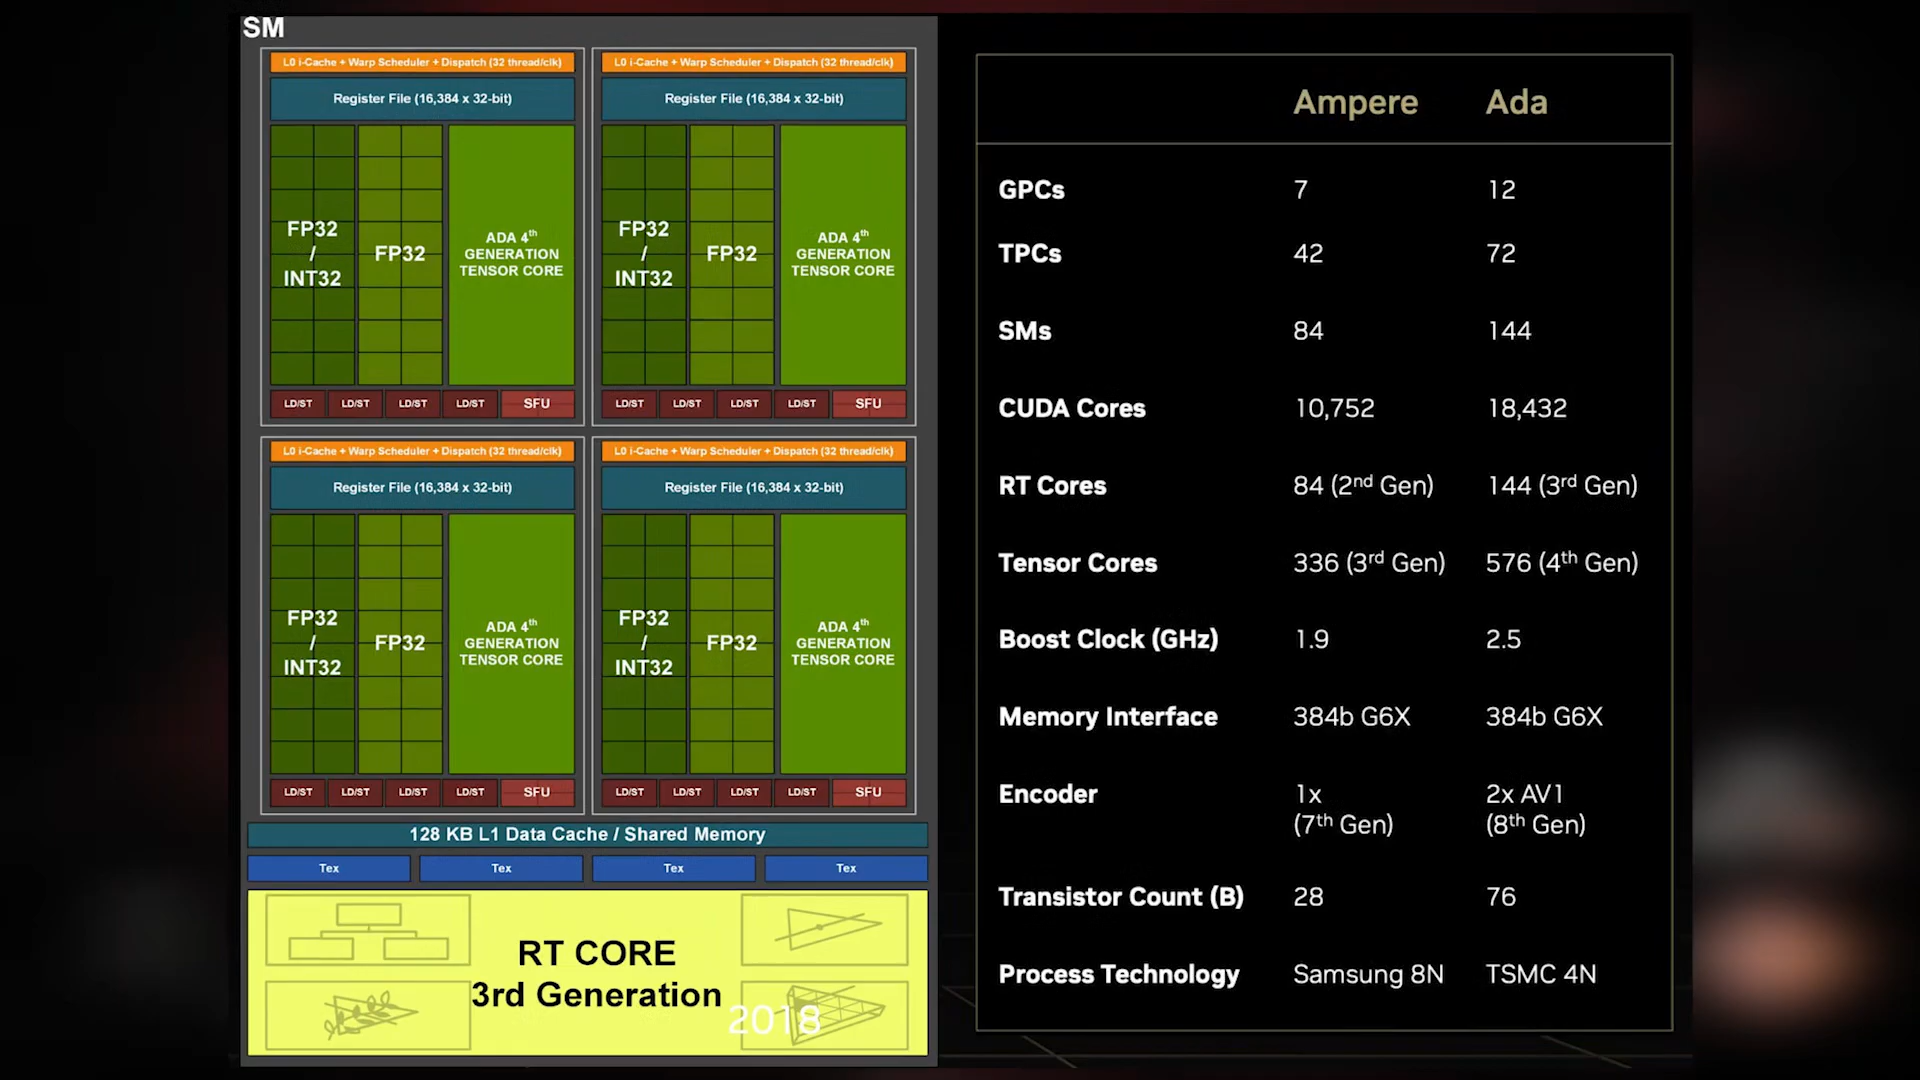 SM
L0 i-Cache + Warp Scheduler + Dispatch (32 thread/clk)
Register File (16,384 x 32-bit)
FP32
/
INT32
FP32
ADA 4th
GENERATION
TENSOR CORE
LD/ST LD/ST LD/ST LD/ST SFU
L0 i-Cache + Warp Scheduler + Dispatch (32 thread/clk)
Register File (16,384 x 32-bit)
FP32
/
INT32
FP32
ADA 4th
GENERATION
TENSOR CORE
LD/ST LD/ST LD/ST LD/ST SFU
L0 i-Cache + Warp Scheduler + Dispatch (32 thread/clk)
Register File (16,384 x 32-bit)
FP32
/
INT32
FP32
ADA 4th
GENERATION
TENSOR CORE
LD/ST LD/ST LD/ST LD/ST SFU
L0 i-Cache + Warp Scheduler + Dispatch (32 thread/clk)
Register File (16,384 x 32-bit)
FP32
/
INT32
FP32
ADA 4th
GENERATION
TENSOR CORE
LD/ST LD/ST LD/ST LD/ST SFU
128 KB L1 Data Cache / Shared Memory
Tex Tex Tex Tex
RT CORE
3rd Generation
2018
Ampere Ada
GPCs 7 12
TPCs 42 72
SMs 84 144
CUDA Cores 10,752 18,432
RT Cores 84 (2nd Gen) 144 (3rd Gen)
Tensor Cores 336 (3rd Gen) 576 (4th Gen)
Boost Clock (GHz) 1.9 2.5
Memory Interface 384b G6X 384b G6X
Encoder 1x 2x AV1
(7th Gen) (8th Gen)
Transistor Count (B) 28 76
Process Technology Samsung 8N TSMC 4N